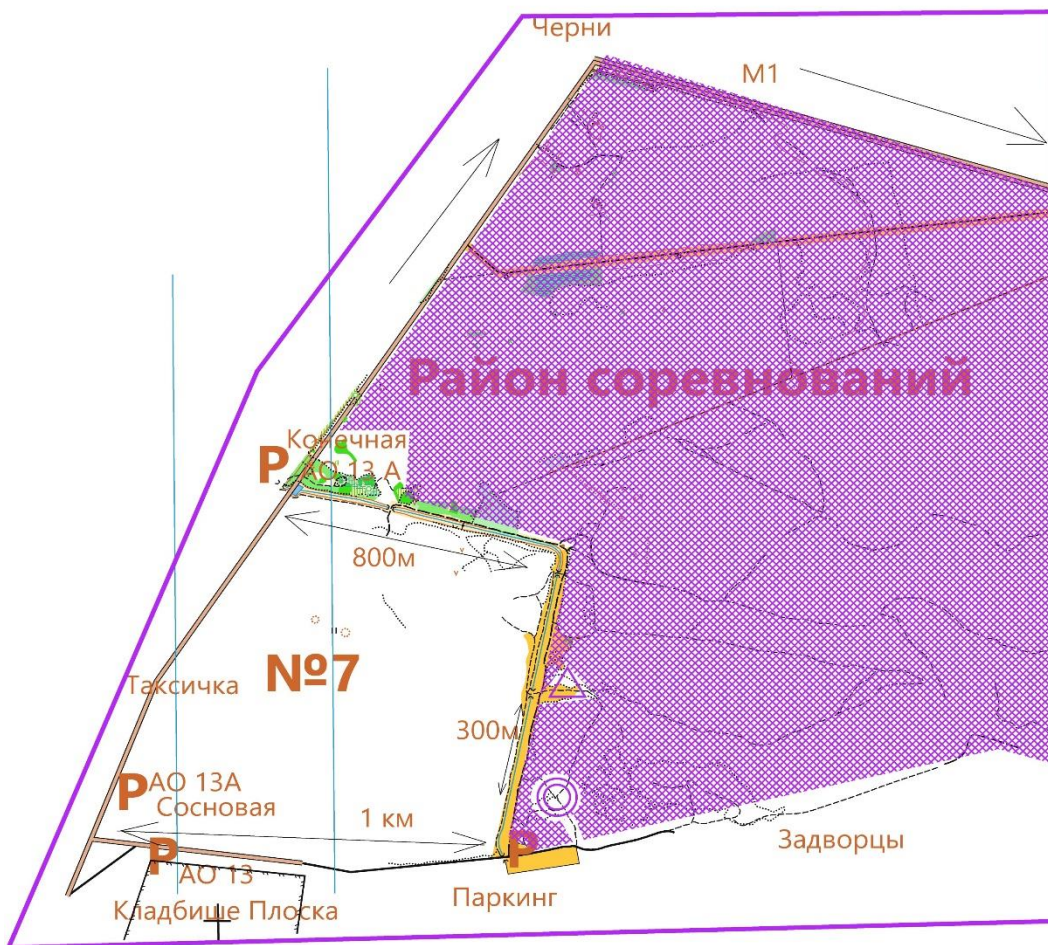 Черни
М1
Район соревнований
Р Конечная
АО 13 А
800м
№7
Таксичка
300м
Р АО 13А
Сосновая
1 км
Задворцы
Р
Р
АО 13
Паркинг
Кладбише Плоска